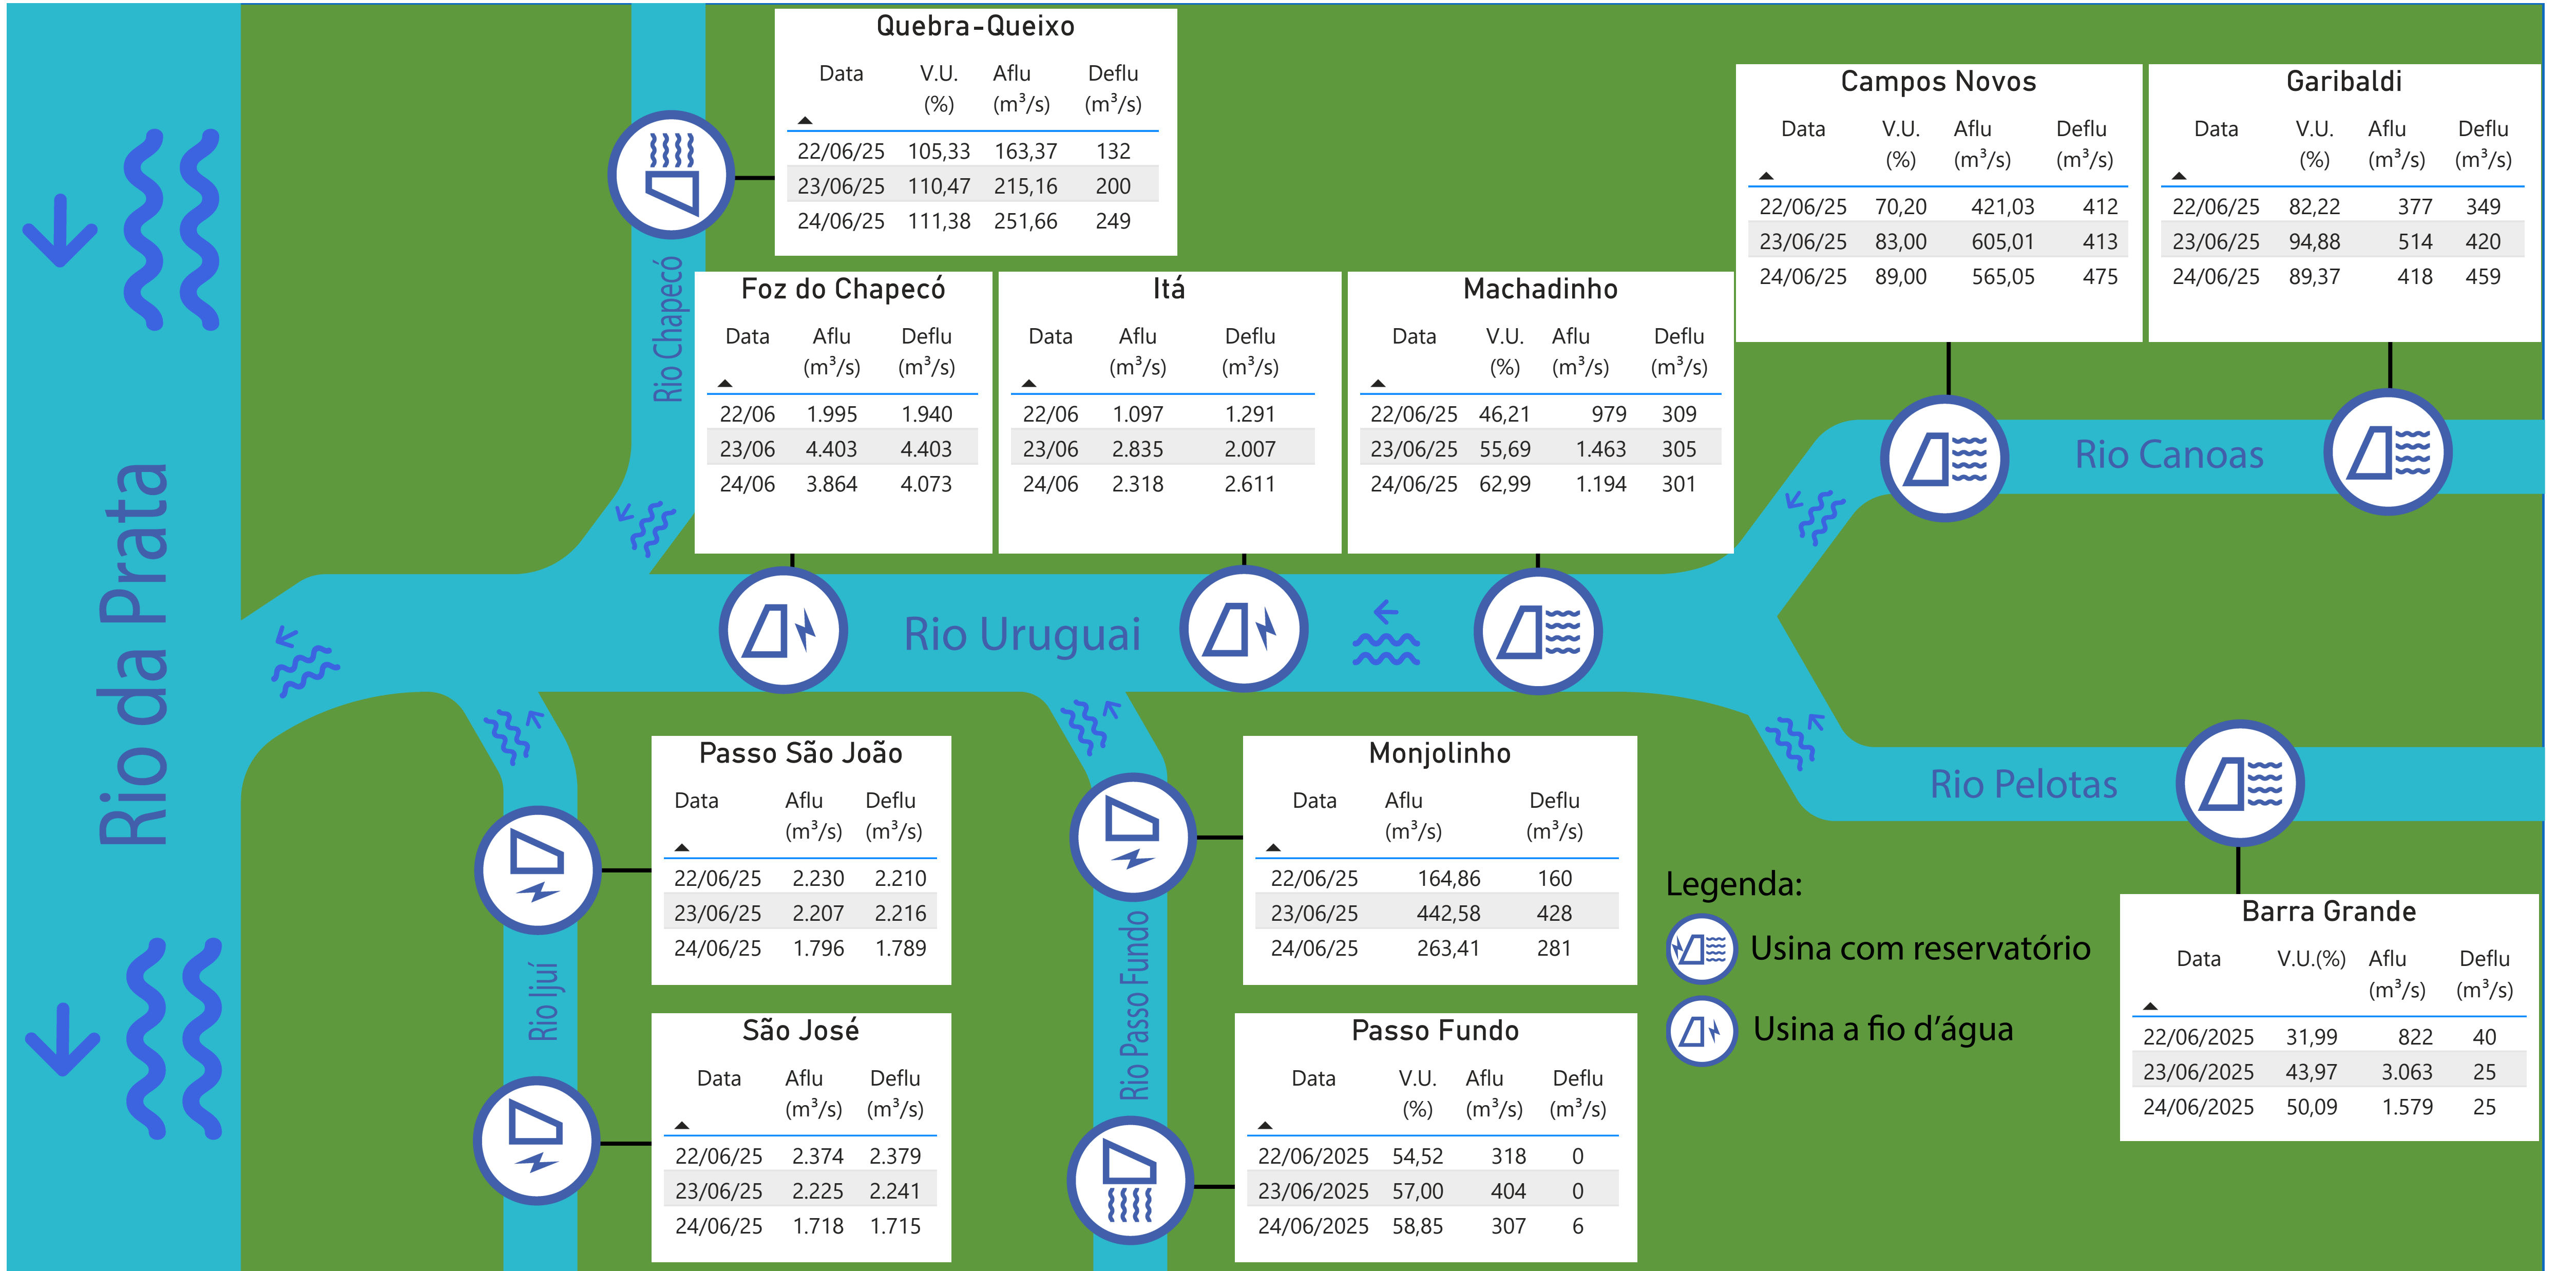 Quebra-Queixo
Data V.U. (%) Aflu (m³/s) Deflu (m³/s)
22/06/25 105,33 163,37 132
23/06/25 110,47 215,16 200
24/06/25 111,38 251,66 249
Campos Novos
Data V.U. (%) Aflu (m³/s) Deflu (m³/s)
22/06/25 70,20 421,03 412
23/06/25 83,00 605,01 413
24/06/25 89,00 565,05 475
Garibaldi
Data V.U. (%) Aflu (m³/s) Deflu (m³/s)
22/06/25 82,22 377 349
23/06/25 94,88 514 420
24/06/25 89,37 418 459
Foz do Chapecó
Data Aflu (m³/s) Deflu (m³/s)
22/06 1.995 1.940
23/06 4.403 4.403
24/06 3.864 4.073
Itá
Data Aflu (m³/s) Deflu (m³/s)
22/06 1.097 1.291
23/06 2.835 2.007
24/06 2.318 2.611
Machadinho
Data V.U. (%) Aflu (m³/s) Deflu (m³/s)
22/06/25 46,21 979 309
23/06/25 55,69 1.463 305
24/06/25 62,99 1.194 301
Rio Chapecó
Rio Canoas
Rio da Prata
Rio Uruguai
Rio Pelotas
Passo São João
Data Aflu (m³/s) Deflu (m³/s)
22/06/25 2.230 2.210
23/06/25 2.207 2.216
24/06/25 1.796 1.789
Monjolinho
Data Aflu (m³/s) Deflu (m³/s)
22/06/25 164,86 160
23/06/25 442,58 428
24/06/25 263,41 281
Legenda:
Usina com reservatório
Usina a fio d’água
Barra Grande
Data V.U.(%) Aflu (m³/s) Deflu (m³/s)
22/06/2025 31,99 822 40
23/06/2025 43,97 3.063 25
24/06/2025 50,09 1.579 25
Rio Ijuí
Rio Passo Fundo
São José
Data Aflu (m³/s) Deflu (m³/s)
22/06/25 2.374 2.379
23/06/25 2.225 2.241
24/06/25 1.718 1.715
Passo Fundo
Data V.U. (%) Aflu (m³/s) Deflu (m³/s)
22/06/2025 54,52 318 0
23/06/2025 57,00 404 0
24/06/2025 58,85 307 6